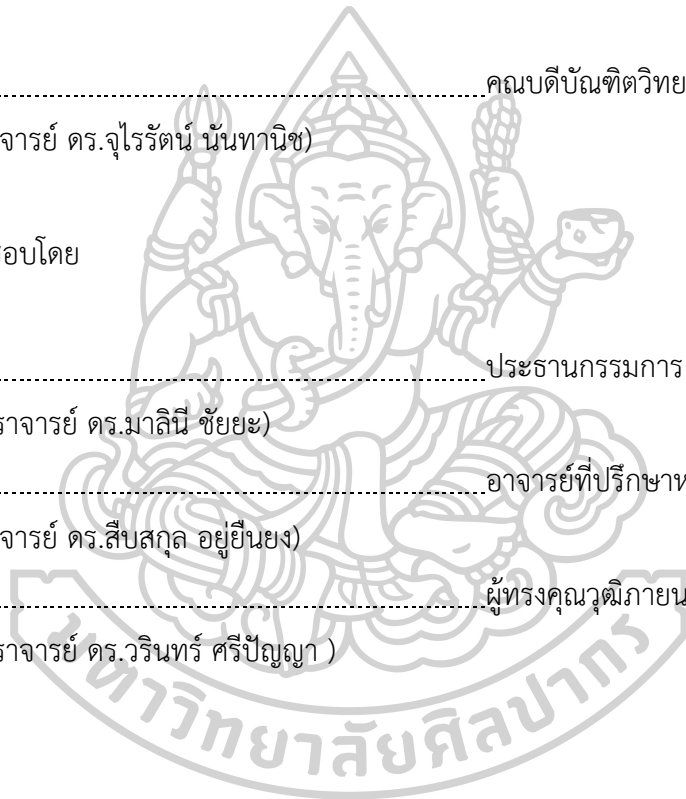 คณบดีบัณฑิตวิทย
จารย์ ดร.จุไรรัตน์ นันทานิช)
อบโดย
ประธานกรรมการ
ราจารย์ ดร.มาลินี ชัยยะ)
อาจารย์ที่ปรึกษาห
จารย์ ดร.สืบสกุล อยู่ยืนยง)
ผู้ทรงคุณวุฒิภายน
ราจารย์ ดร.วรินทร์ ศรีปัญญา )
มหาวิทยาลัยศิลปากร